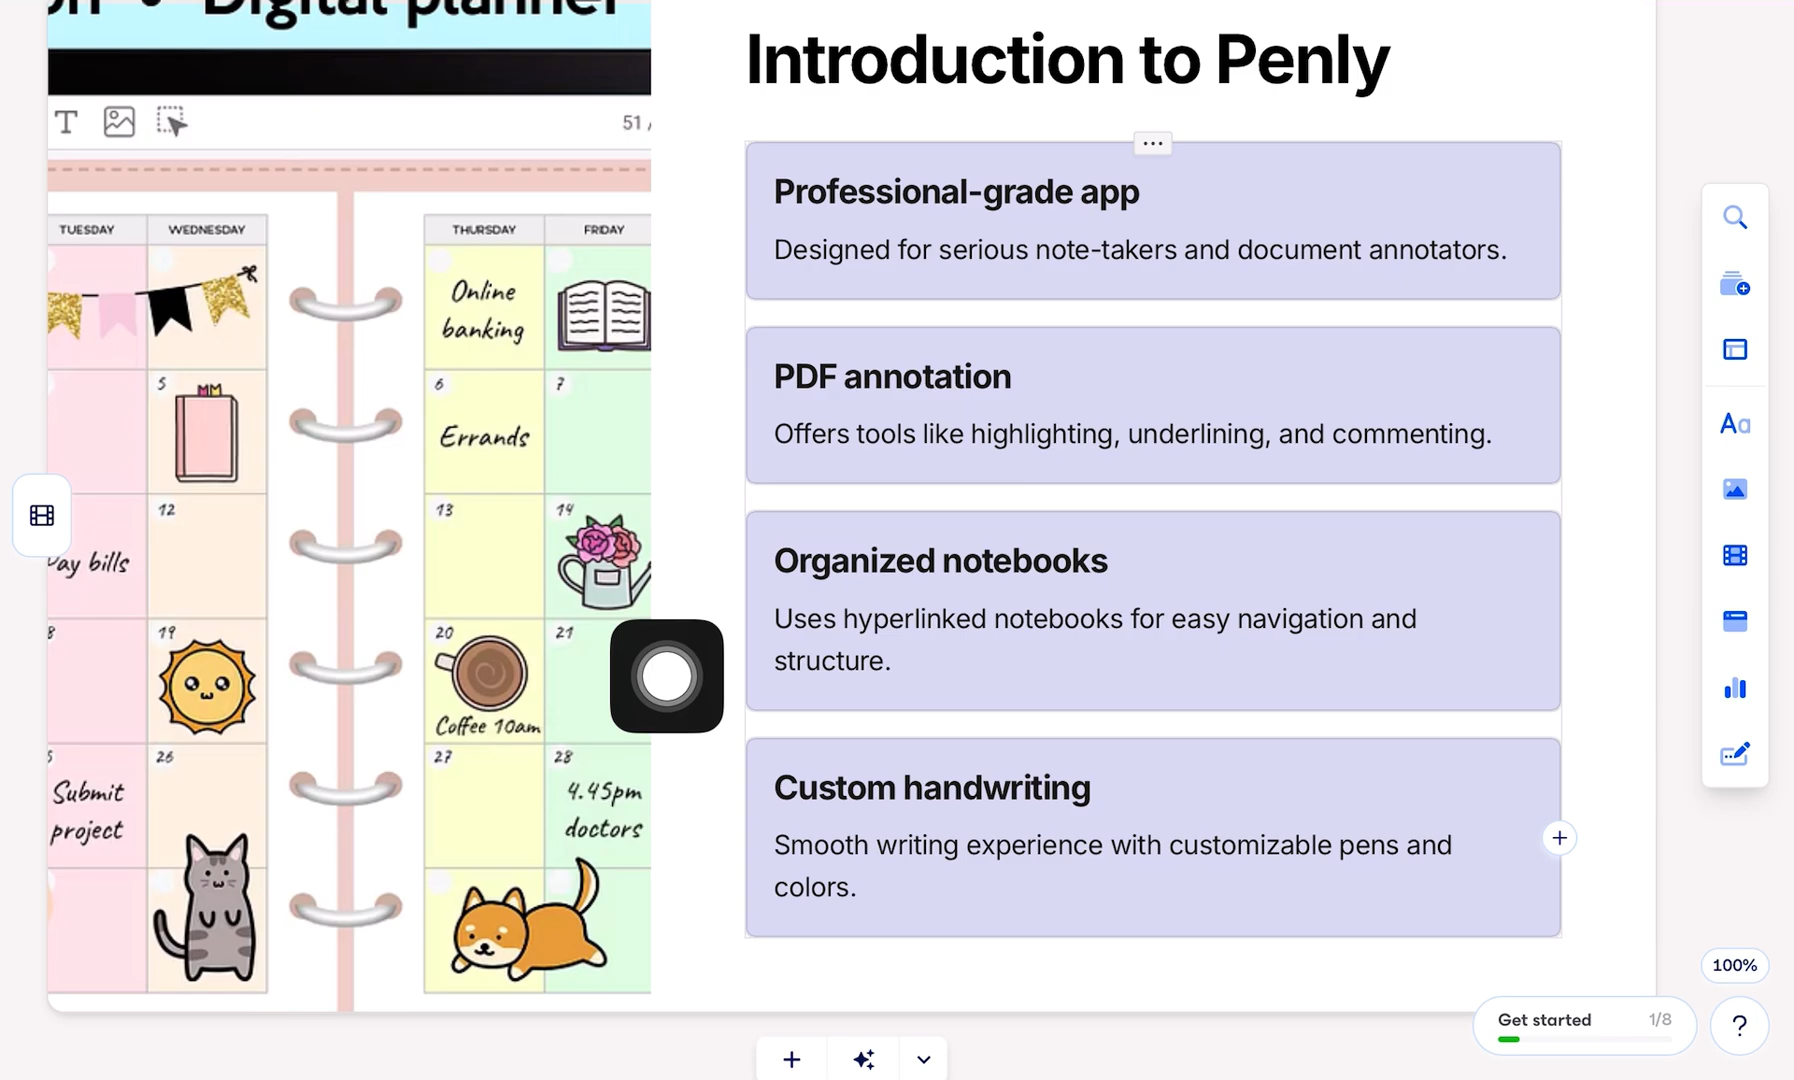 Digital planner
51 /
TUESDAY
WEDNESDAY
THURSDAY
FRIDAY
Online
banking
5
6
7
Errands
12
13
14
Pay bills
19
20
21
Coffee 10am
26
27
28
Submit
project
4.45pm
doctors
Introduction to Penly
Professional-grade app
Designed for serious note-takers and document annotators.
PDF annotation
Offers tools like highlighting, underlining, and commenting.
Organized notebooks
Uses hyperlinked notebooks for easy navigation and
structure.
Custom handwriting
Smooth writing experience with customizable pens and
colors.
Aa
100%
Get started 1/8
?